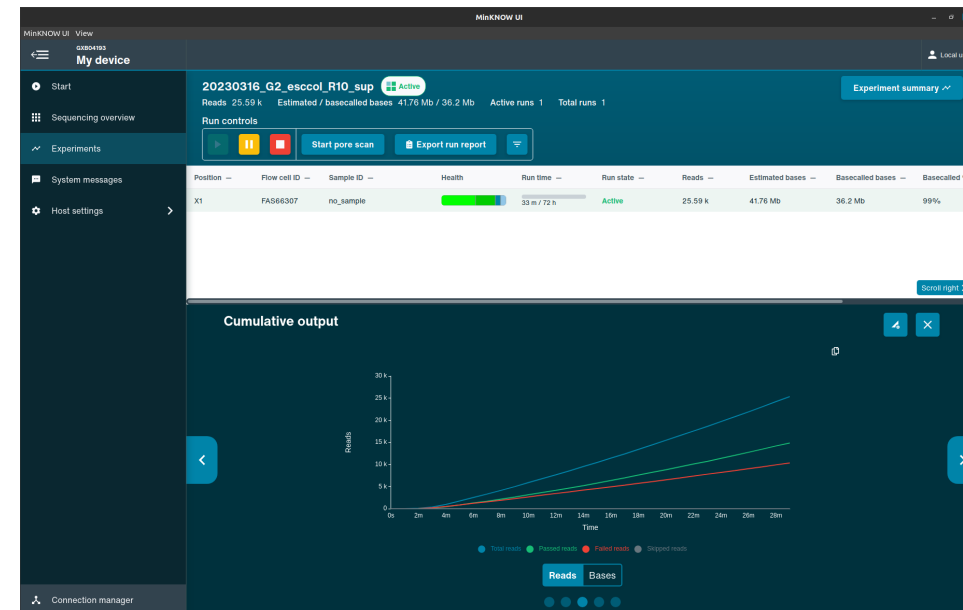 MinKNOW UI
MinKNOW UI View
GXB04193
My device
Local u
Start
Sequencing overview
Experiments
System messages
Host settings
Connection manager
20230316_G2_esccol_R10_sup Active
Reads 25.59 k Estimated / basecalled bases 41.76 Mb / 36.2 Mb Active runs 1 Total runs 1
Experiment summary
Run controls
Start pore scan Export run report
Position Flow cell ID Sample ID Health Run time Run state Reads Estimated bases Basecalled bases Basecalled
X1 FAS66307 no_sample 33 m / 72 h Active 25.59 k 41.76 Mb 36.2 Mb 99%
Scroll right
Cumulative output
30 k
25 k
20 k
15 k
10 k
5 k
0
Reads
0s 2m 4m 6m 8m 10m 12m 14m 16m 18m 20m 22m 24m 26m 28m
Time
Total reads Passed reads Failed reads Skipped reads
Reads Bases